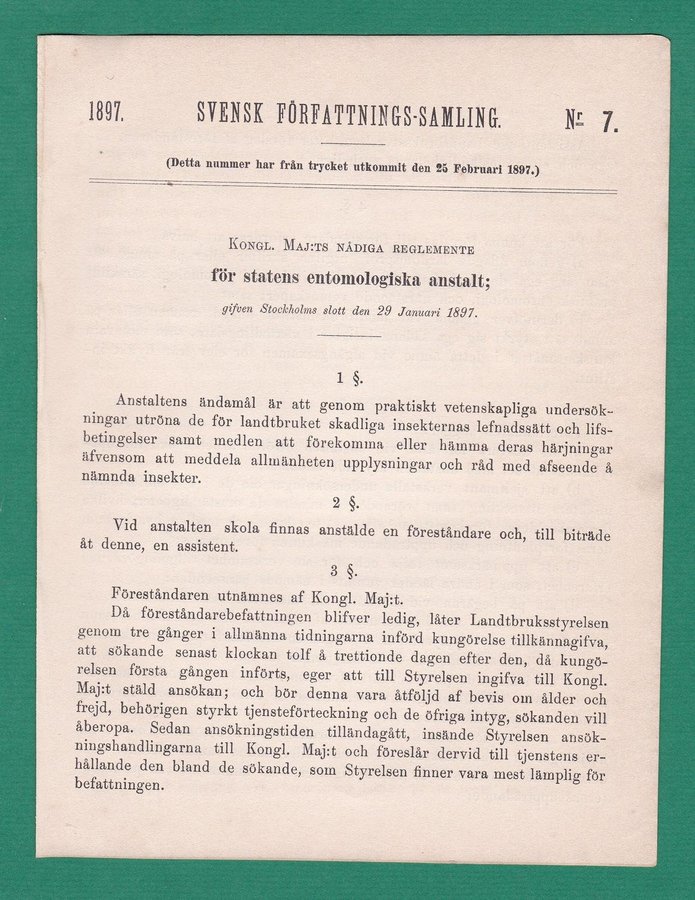 1897. SVENSK FÖRFATTNINGS-SAMLING. Nr 7.
(Detta nummer har från trycket utkommit den 25 Februari 1897.)
KONGL. MAJ:TS NÅDIGA REGLEMENTE
för statens entomologiska anstalt;
gifven Stockholms slott den 29 Januari 1897.
1 §.
Anstaltens ändamål är att genom praktiskt vetenskapliga undersök-
ningar utröna de för landtbruket skadliga insekternas lefnadssätt och lifs-
betingelser samt medlen att förekomma eller hämma deras härjningar
äfvensom att meddela allmänheten upplysningar och råd med afseende å
nämnda insekter.
2 §.
Vid anstalten skola finnas anstälde en föreståndare och, till biträde
åt denne, en assistent.
3 §.
Föreståndaren utnämnes af Kongl. Maj:t.
Då föreståndarebefattningen blifver ledig, låter Landtbruksstyrelsen
genom tre gånger i allmänna tidningarna införd kungörelse tillkännagifva,
att sökande senast klockan tolf å trettionde dagen efter den, då kungö-
relsen första gången införts, eger att till Styrelsen ingifva till Kongl.
Maj:t stäld ansökan; och bör denna vara åtföljd af bevis om ålder och
frejd, behörigen styrkt tjensteförteckning och de öfriga intyg, sökanden vill
åberopa. Sedan ansökningstiden tilländagått, insände Styrelsen ansök-
ningshandlingarna till Kongl. Maj:t och föreslår dervid till tjenstens er-
hållande den bland de sökande, som Styrelsen finner vara mest lämplig för
befattningen.